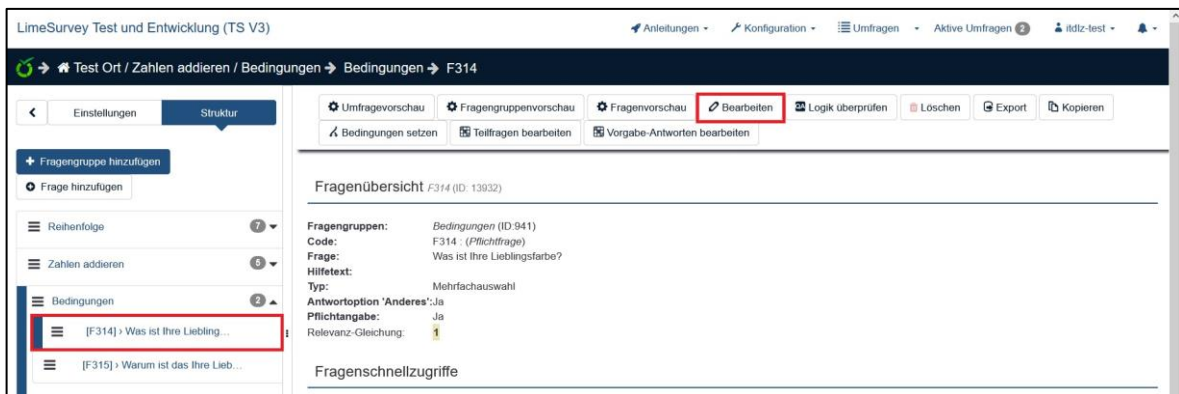 LimeSurvey Test und Entwicklung (TS V3)
Anleitungen Konfiguration Umfragen Aktive Umfragen 2 itdlz-test
Test Ort / Zahlen addieren / Bedingungen Bedingungen F314
Einstellungen Struktur
Fragengruppe hinzufügen
Frage hinzufügen
Reihenfolge 7
Zahlen addieren 5
Bedingungen 2
[F314] › Was ist Ihre Liebling...
[F315] › Warum ist das Ihre Lieb...
Umfragevorschau Fragengruppenvorschau Fragenvorschau Bearbeiten Logik überprüfen Löschen Export Kopieren
Bedingungen setzen Teilfragen bearbeiten Vorgabe-Antworten bearbeiten
Fragenübersicht F314 (ID: 13932)
Fragengruppen: Bedingungen (ID:941)
Code: F314 : (Pflichtfrage)
Frage: Was ist Ihre Lieblingsfarbe?
Hilfetext:
Typ: Mehrfachauswahl
Antwortoption 'Anderes':Ja
Pflichtangabe: Ja
Relevanz-Gleichung: 1
Fragenschnellzugriffe